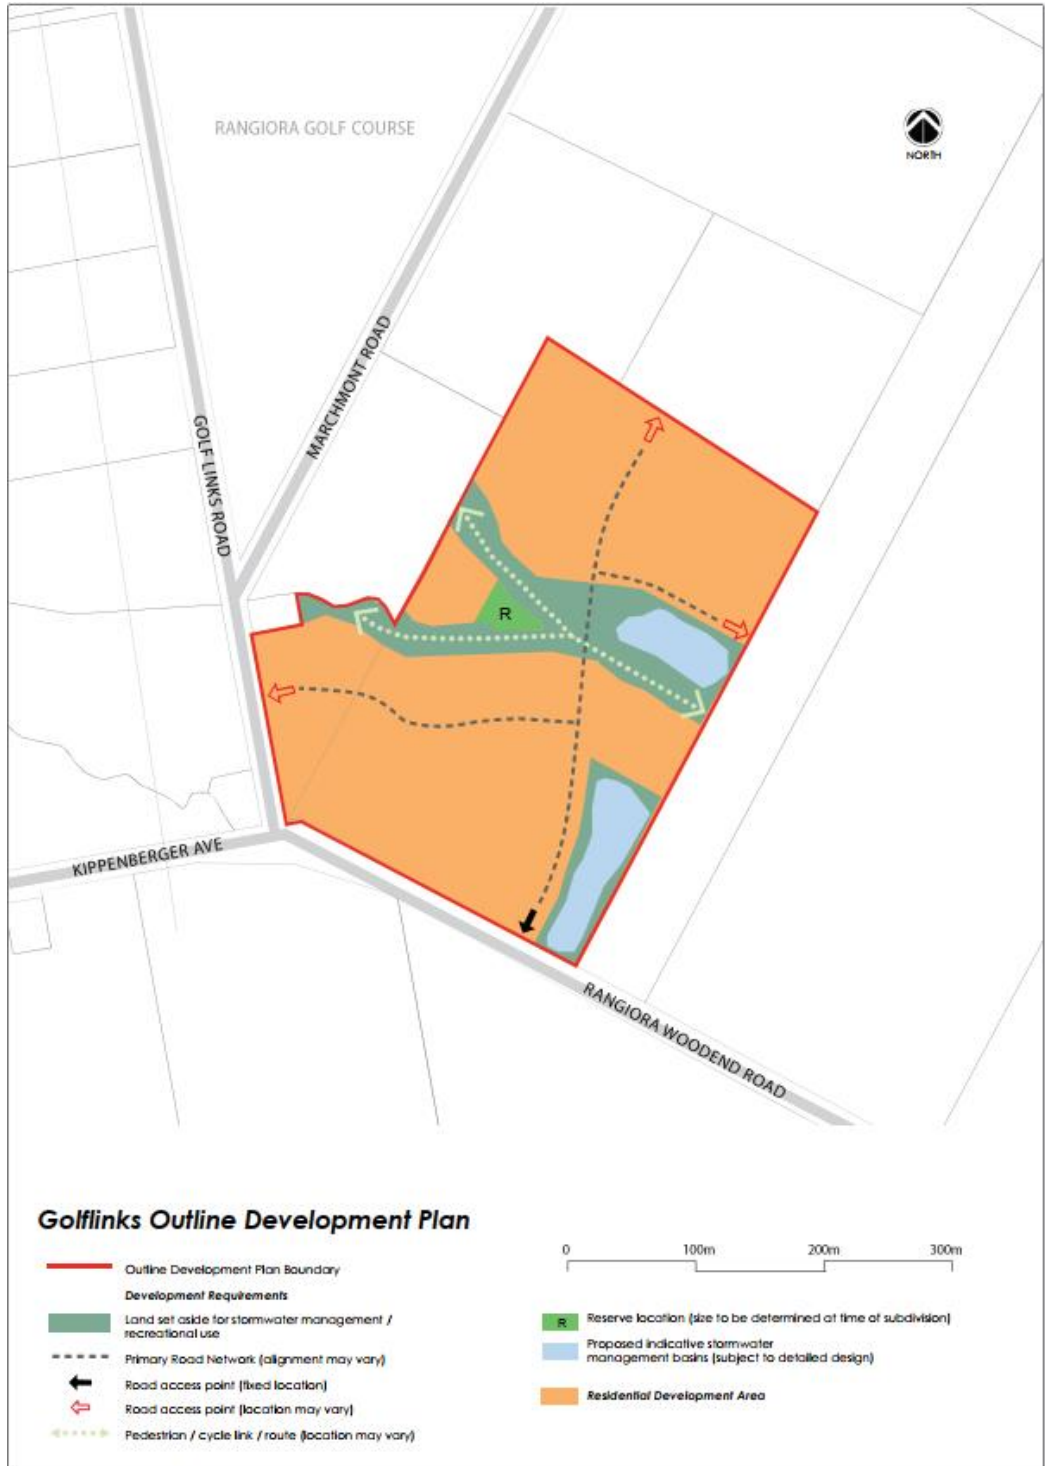 RANGIORA GOLF COURSE
NORTH
MARCHMONT ROAD
GOLF LINKS ROAD
R
KIPPENBERGER AVE
RANGIORA WOODEND ROAD
Golflinks Outline Development Plan
Outline Development Plan Boundary
Development Requirements
Land set aside for stormwater management /
recreational use
Primary Road Network (alignment may vary)
Road access point (fixed location)
Road access point (location may vary)
Pedestrian / cycle link / route (location may vary)
0 100m 200m 300m
R Reserve location (size to be determined at time of subdivision)
Proposed indicative stormwater
management basins (subject to detailed design)
Residential Development Area